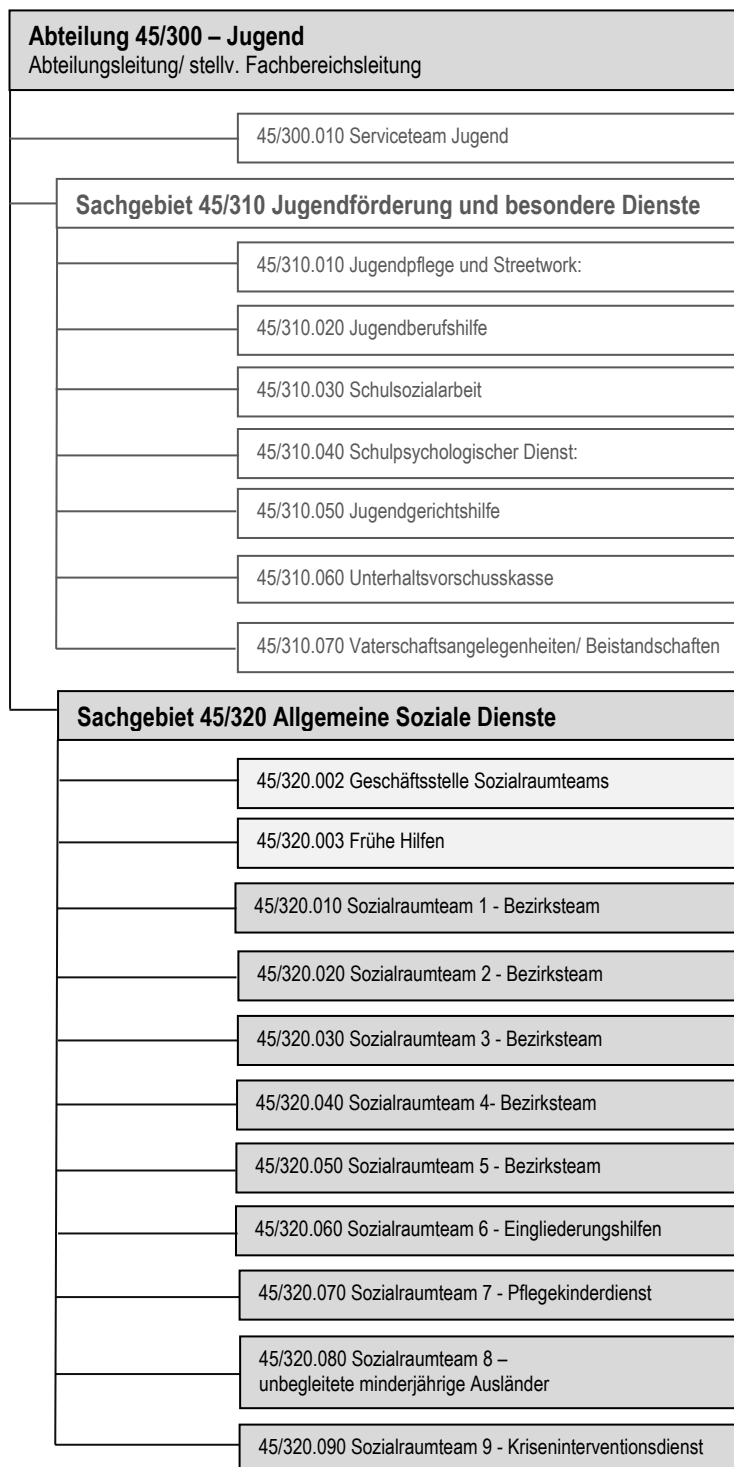 Abteilung 45/300 – Jugend
Abteilungsleitung/ stellv. Fachbereichsleitung
45/300.010 Serviceteam Jugend
Sachgebiet 45/310 Jugendförderung und besondere Dienste
45/310.010 Jugendpflege und Streetwork:
45/310.020 Jugendberufshilfe
45/310.030 Schulsozialarbeit
45/310.040 Schulpsychologischer Dienst:
45/310.050 Jugendgerichtshilfe
45/310.060 Unterhaltsvorschusskasse
45/310.070 Vaterschaftsangelegenheiten/ Beistandschaften
Sachgebiet 45/320 Allgemeine Soziale Dienste
45/320.002 Geschäftsstelle Sozialraumteams
45/320.003 Frühe Hilfen
45/320.010 Sozialraumteam 1 - Bezirksteam
45/320.020 Sozialraumteam 2 - Bezirksteam
45/320.030 Sozialraumteam 3 - Bezirksteam
45/320.040 Sozialraumteam 4- Bezirksteam
45/320.050 Sozialraumteam 5 - Bezirksteam
45/320.060 Sozialraumteam 6 - Eingliederungshilfen
45/320.070 Sozialraumteam 7 - Pflegekinderdienst
45/320.080 Sozialraumteam 8 –
unbegleitete minderjährige Ausländer
45/320.090 Sozialraumteam 9 - Kriseninterventionsdienst